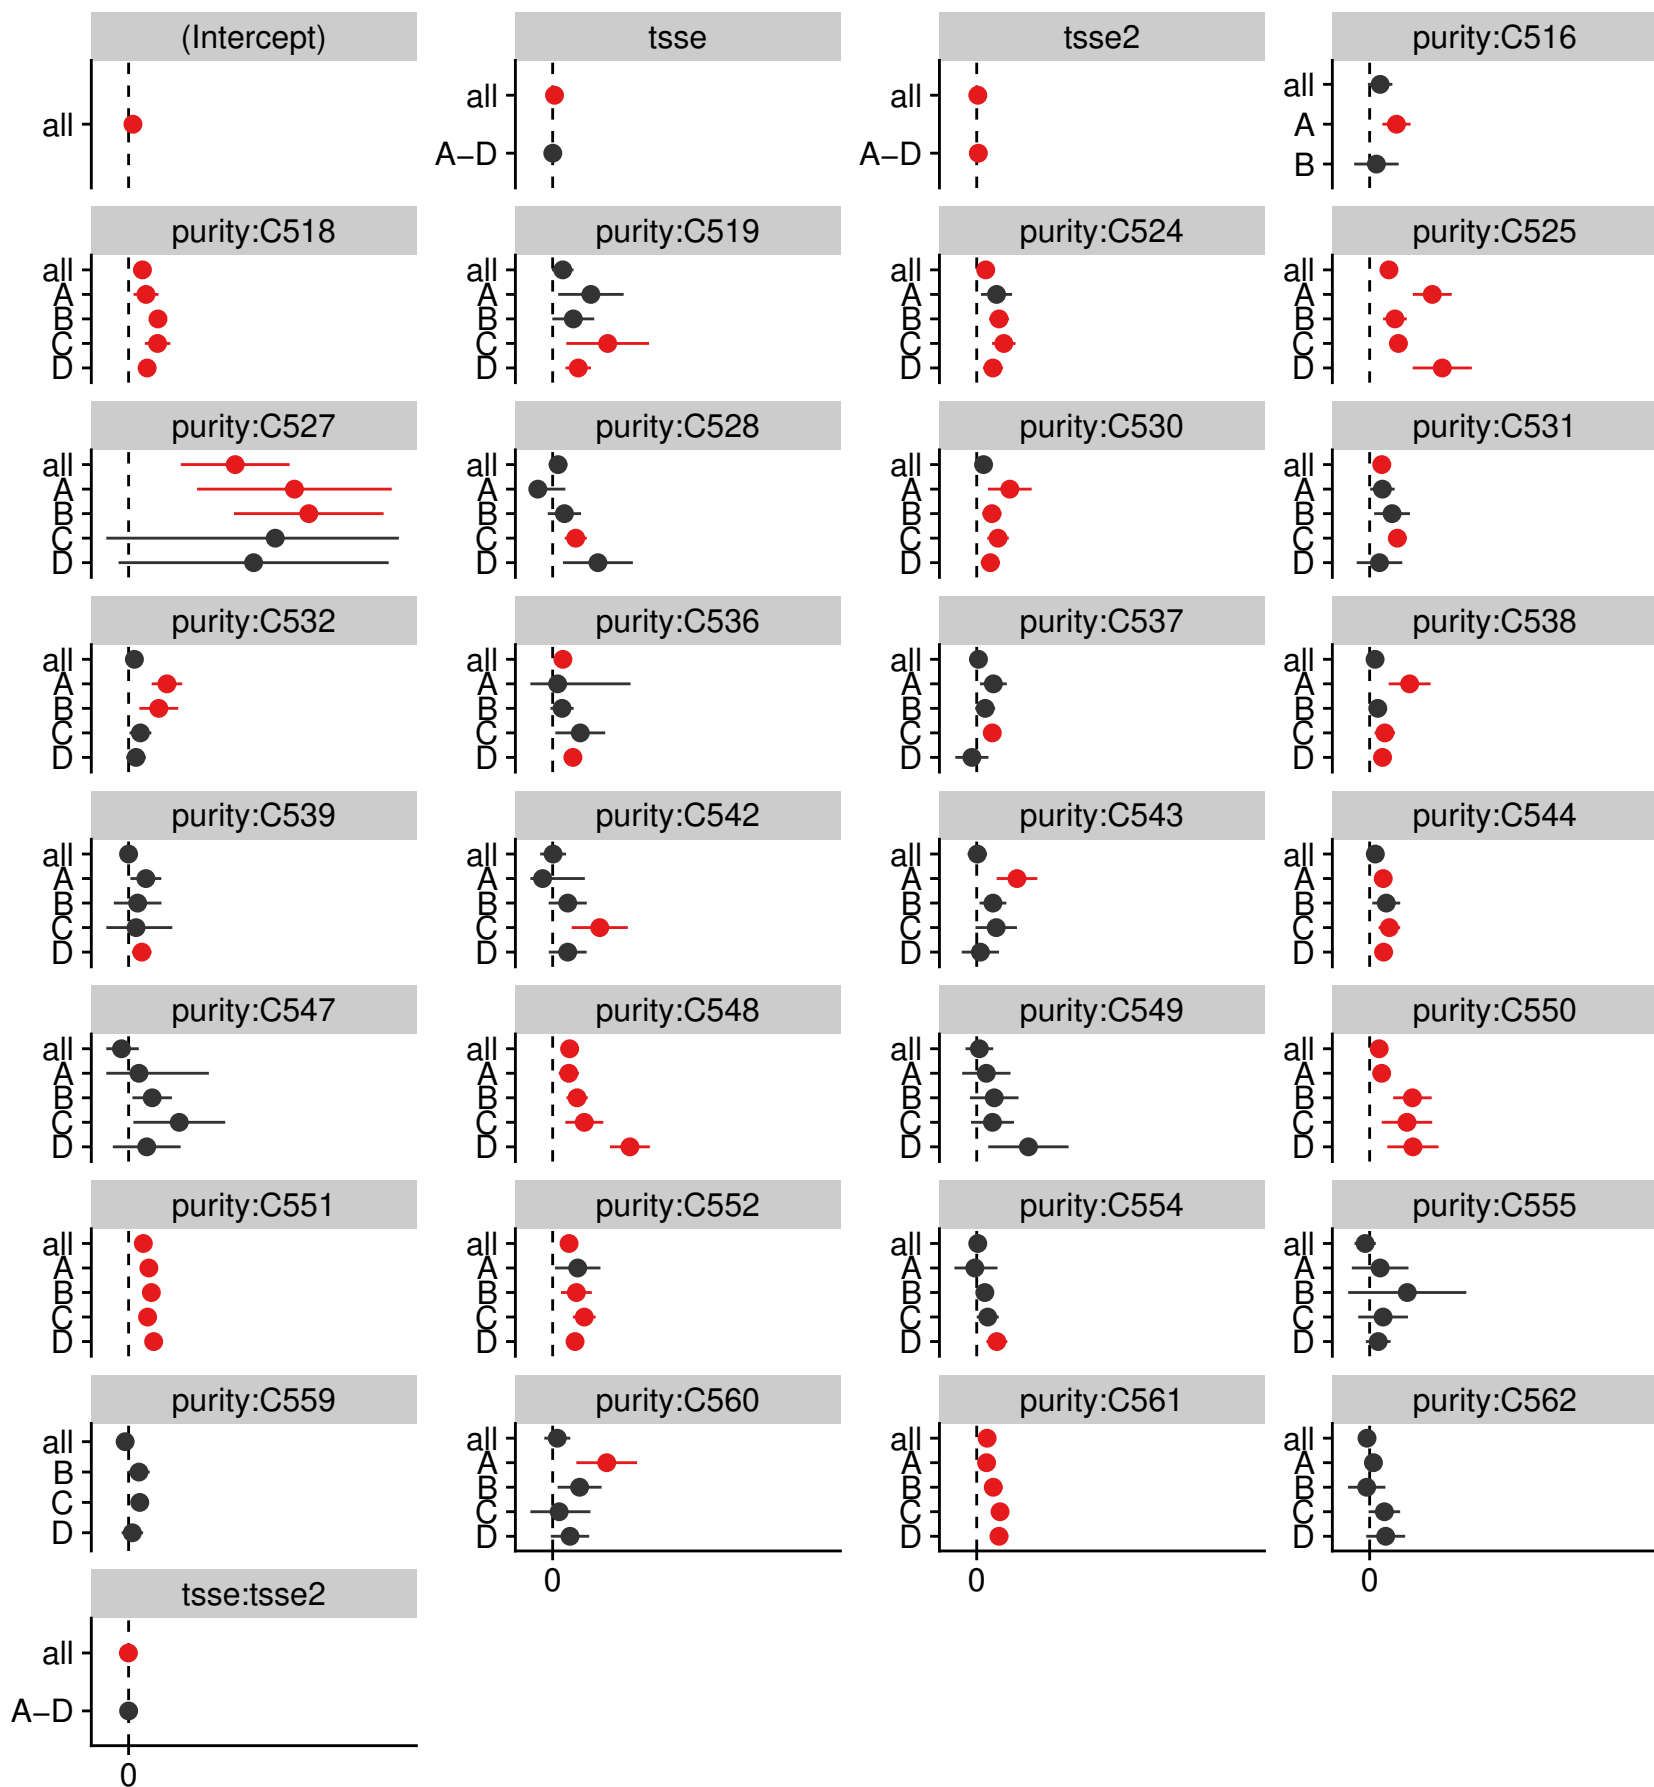 (Intercept)
all
tsse
all
A−D
tsse2
all
A−D
purity:C516
all
A
B
purity:C518
all
A
B
C
D
purity:C519
all
A
B
C
D
purity:C524
all
A
B
C
D
purity:C525
all
A
B
C
D
purity:C527
all
A
B
C
D
purity:C528
all
A
B
C
D
purity:C530
all
A
B
C
D
purity:C531
all
A
B
C
D
purity:C532
all
A
B
C
D
purity:C536
all
A
B
C
D
purity:C537
all
A
B
C
D
purity:C538
all
A
B
C
D
purity:C539
all
A
B
C
D
purity:C542
all
A
B
C
D
purity:C543
all
A
B
C
D
purity:C544
all
A
B
C
D
purity:C547
all
A
B
C
D
purity:C548
all
A
B
C
D
purity:C549
all
A
B
C
D
purity:C550
all
A
B
C
D
purity:C551
all
A
B
C
D
purity:C552
all
A
B
C
D
purity:C554
all
A
B
C
D
purity:C555
all
A
B
C
D
purity:C559
all
B
C
D
purity:C560
all
A
B
C
D
0
purity:C561
all
A
B
C
D
0
purity:C562
all
A
B
C
D
0
tsse:tsse2
all
A−D
0